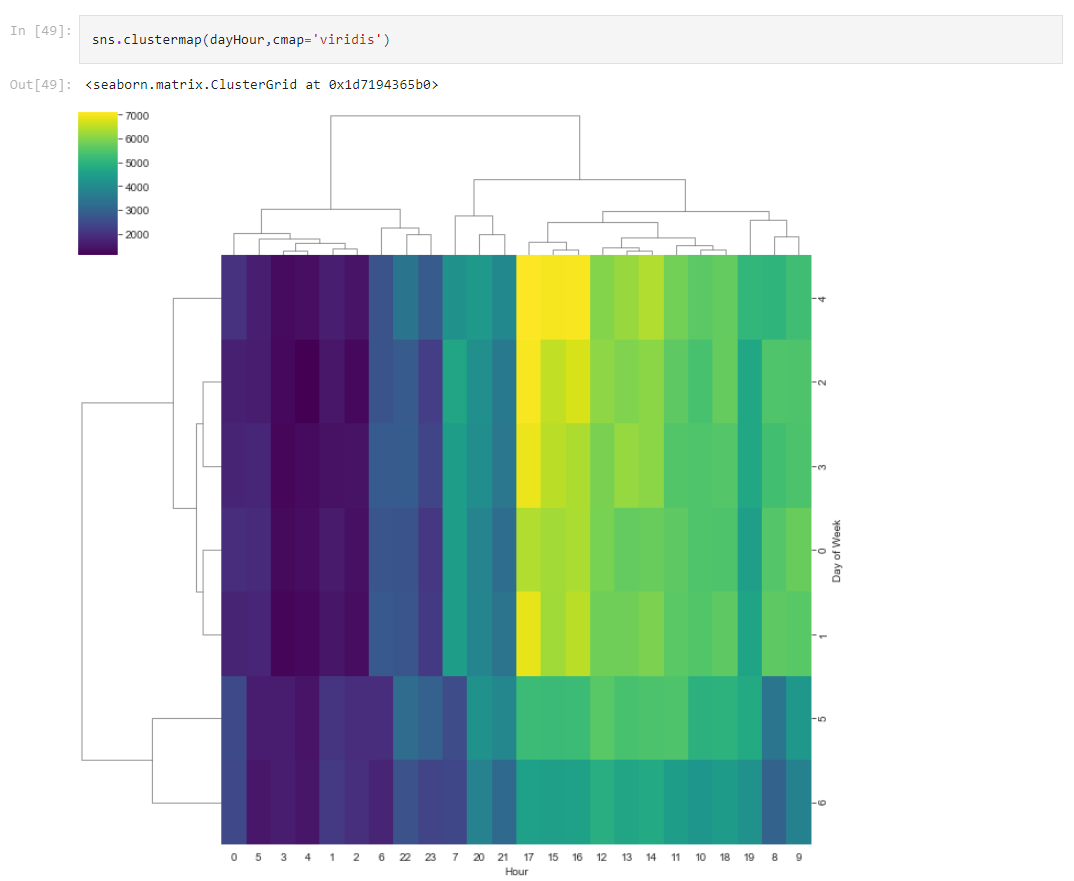 In [49]:
sns.clustermap(dayHour,cmap='viridis')
Out[49]: <seaborn.matrix.ClusterGrid at 0x1d7194365b0>
7000
6000
5000
4000
3000
2000
4
2
3
0
1
5
6
Day of Week
0 5 3 4 1 2 6 22 23 7 20 21 17 15 16 12 13 14 11 10 18 19 8 9
Hour